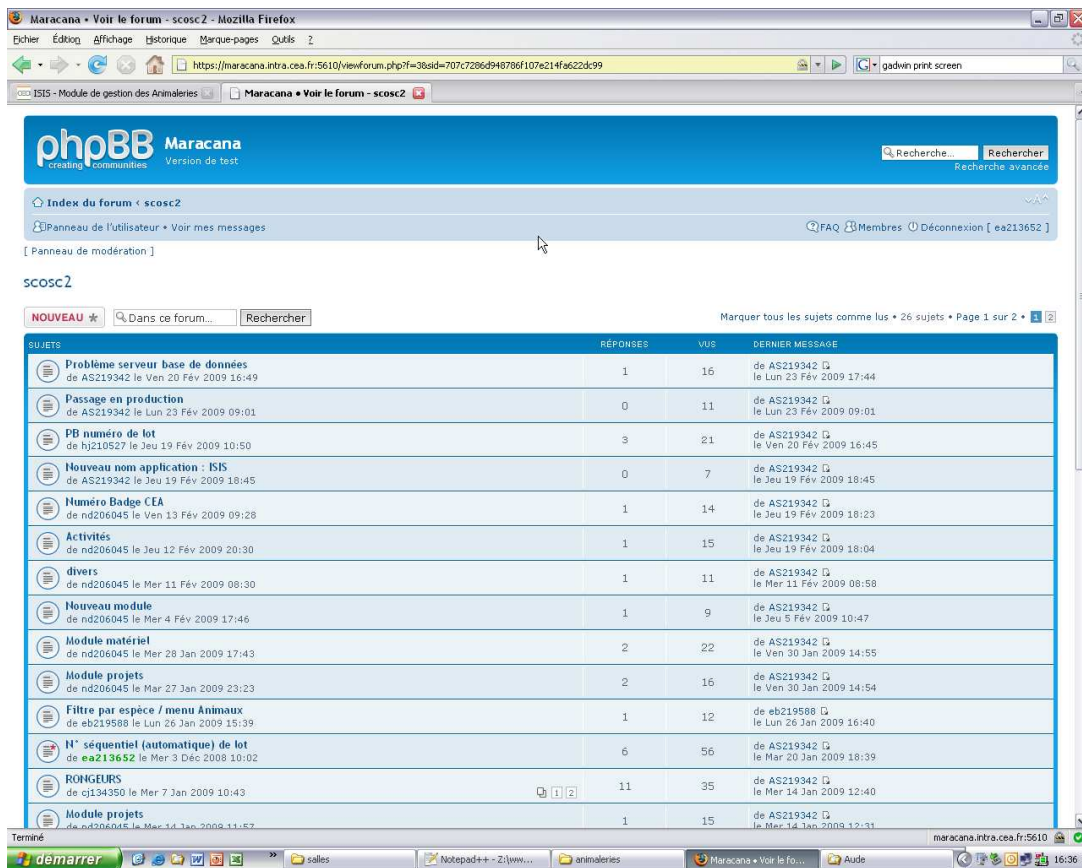 Maracana • Voir le forum - scosc2 - Mozilla Firefox
Fichier Édition Affichage Historique Marque-pages Outils ?
https://maracana.intra.cea.fr:5610/viewforum.php?f=3&sid=707c7286d948786f107e214fa622dc99 gadwin print screen
ISIS - Module de gestion des Animaleries Maracana • Voir le forum - scosc2
phpBB creating communities
Maracana
Version de test
Recherche... Rechercher
Recherche avancée
Index du forum ‹ scosc2
Panneau de l'utilisateur • Voir mes messages FAQ Membres Déconnexion [ ea213652 ]
[ Panneau de modération ]
scosc2
NOUVEAU * Dans ce forum... Rechercher Marquer tous les sujets comme lus • 26 sujets • Page 1 sur 2 • 1 2
SUJETS RÉPONSES VUS DERNIER MESSAGE
Problème serveur base de données
de AS219342 le Ven 20 Fév 2009 16:49
1 16
de AS219342
le Lun 23 Fév 2009 17:44
Passage en production
de AS219342 le Lun 23 Fév 2009 09:01
0 11
de AS219342
le Lun 23 Fév 2009 09:01
PB numéro de lot
de hj210527 le Jeu 19 Fév 2009 10:50
3 21
de AS219342
le Ven 20 Fév 2009 16:45
Nouveau nom application : ISIS
de AS219342 le Jeu 19 Fév 2009 18:45
0 7
de AS219342
le Jeu 19 Fév 2009 18:45
Numéro Badge CEA
de nd206045 le Ven 13 Fév 2009 09:28
1 14
de AS219342
le Jeu 19 Fév 2009 18:23
Activités
de nd206045 le Jeu 12 Fév 2009 20:30
1 15
de AS219342
le Jeu 19 Fév 2009 18:04
divers
de nd206045 le Mer 11 Fév 2009 08:30
1 11
de AS219342
le Mer 11 Fév 2009 08:58
Nouveau module
de nd206045 le Mer 4 Fév 2009 17:46
1 9
de AS219342
le Jeu 5 Fév 2009 10:47
Module matériel
de nd206045 le Mer 28 Jan 2009 17:43
2 22
de AS219342
le Ven 30 Jan 2009 14:55
Module projets
de nd206045 le Mar 27 Jan 2009 23:23
2 16
de AS219342
le Ven 30 Jan 2009 14:54
Filtre par espèce / menu Animaux
de eb219588 le Lun 26 Jan 2009 15:39
1 12
de eb219588
le Lun 26 Jan 2009 16:40
N° séquentiel (automatique) de lot
de ea213652 le Mer 3 Déc 2008 10:02
6 56
de AS219342
le Mar 20 Jan 2009 18:39
RONGEURS
de cj134350 le Mer 7 Jan 2009 10:43
1 2
11 35
de AS219342
le Mer 14 Jan 2009 12:40
Module projets
de nd206045 le Mer 14 Jan 2009 11:57
1 15
de AS219342
le Mer 14 Jan 2009 12:31
Terminé maracana.intra.cea.fr:5610
démarrer » salles Notepad++ - Z:\ww... animaleries Maracana • Voir le fo... Aude 16:36